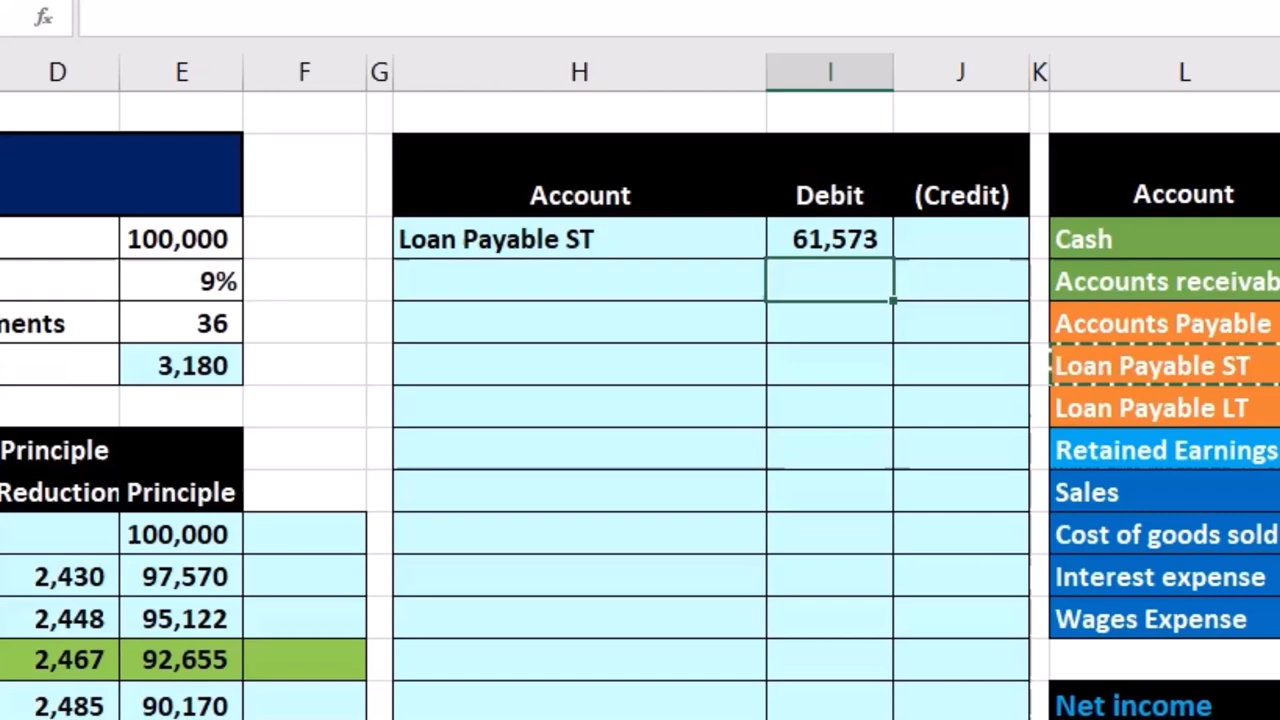 fx
D E F G H I J K L
Account Debit (Credit) Account
100,000 Loan Payable ST 61,573 Cash
9% Accounts receivab
ments 36 Accounts Payable
3,180 Loan Payable ST
Loan Payable LT
Principle Retained Earnings
Reduction Principle Sales
100,000 Cost of goods sold
2,430 97,570 Interest expense
2,448 95,122 Wages Expense
2,467 92,655
2,485 90,170 Net income